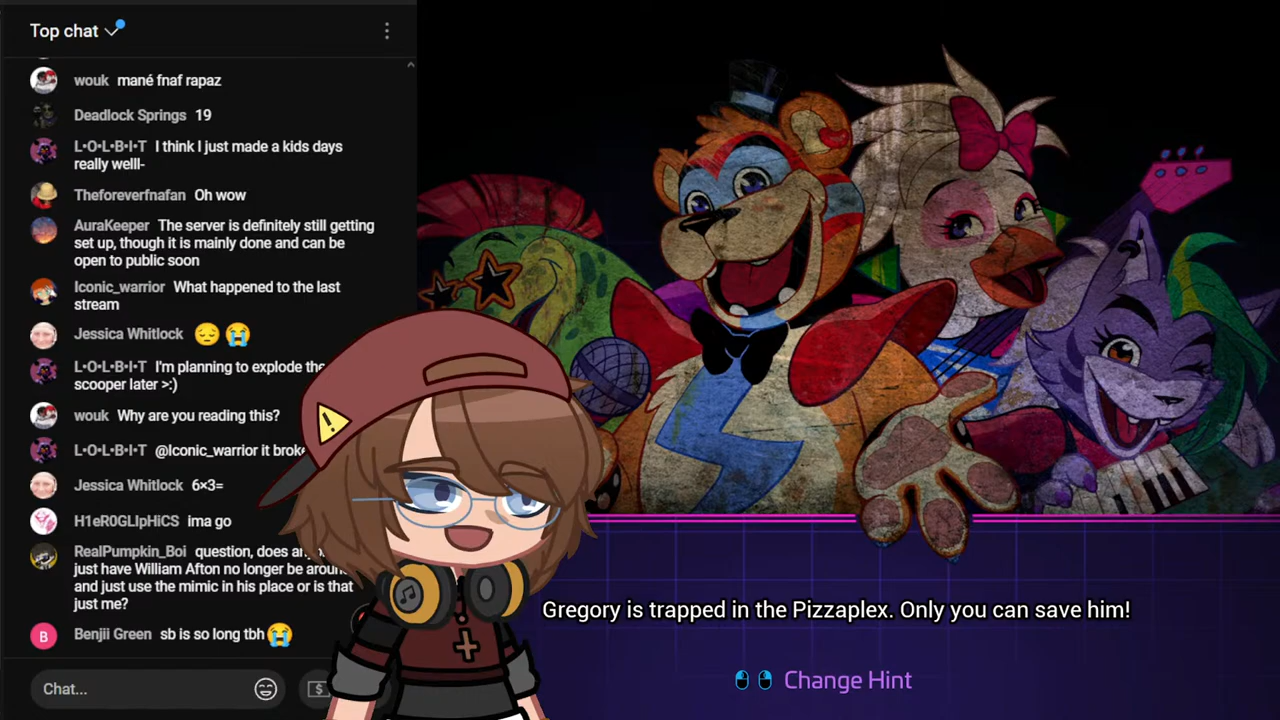 Top chat
wouk mané fnaf rapaz
Deadlock Springs 19
L•O•L•B•I•T I think I just made a kids days
really welll-
Theforeverfnafan Oh wow
AuraKeeper The server is definitely still getting
set up, though it is mainly done and can be
open to public soon
Iconic_warrior What happened to the last
stream
Jessica Whitlock 😔😭
L•O•L•B•I•T I'm planning to explode the
scooper later >:)
wouk Why are you reading this?
L•O•L•B•I•T @Iconic_warrior it broke
Jessica Whitlock 6×3=
H1eR0GLIpHiCS ima go
RealPumpkin_Boi question, does
just have William Afton no longer be
and just use the mimic in his place or is that
just me?
B
Benjii Green sb is so long tbh😭
Chat...
$
Gregory is trapped in the Pizzaplex. Only you can save him!
Change Hint